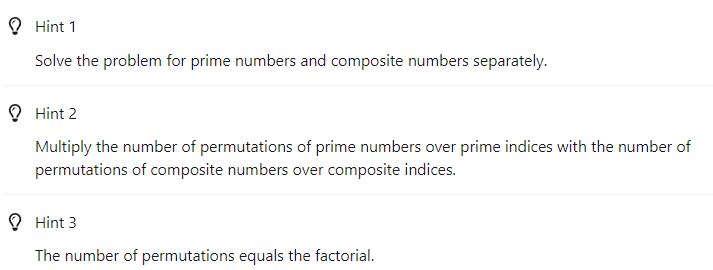 Hint 1
Solve the problem for prime numbers and composite numbers separately.
Hint 2
Multiply the number of permutations of prime numbers over prime indices with the number of
permutations of composite numbers over composite indices.
Hint 3
The number of permutations equals the factorial.